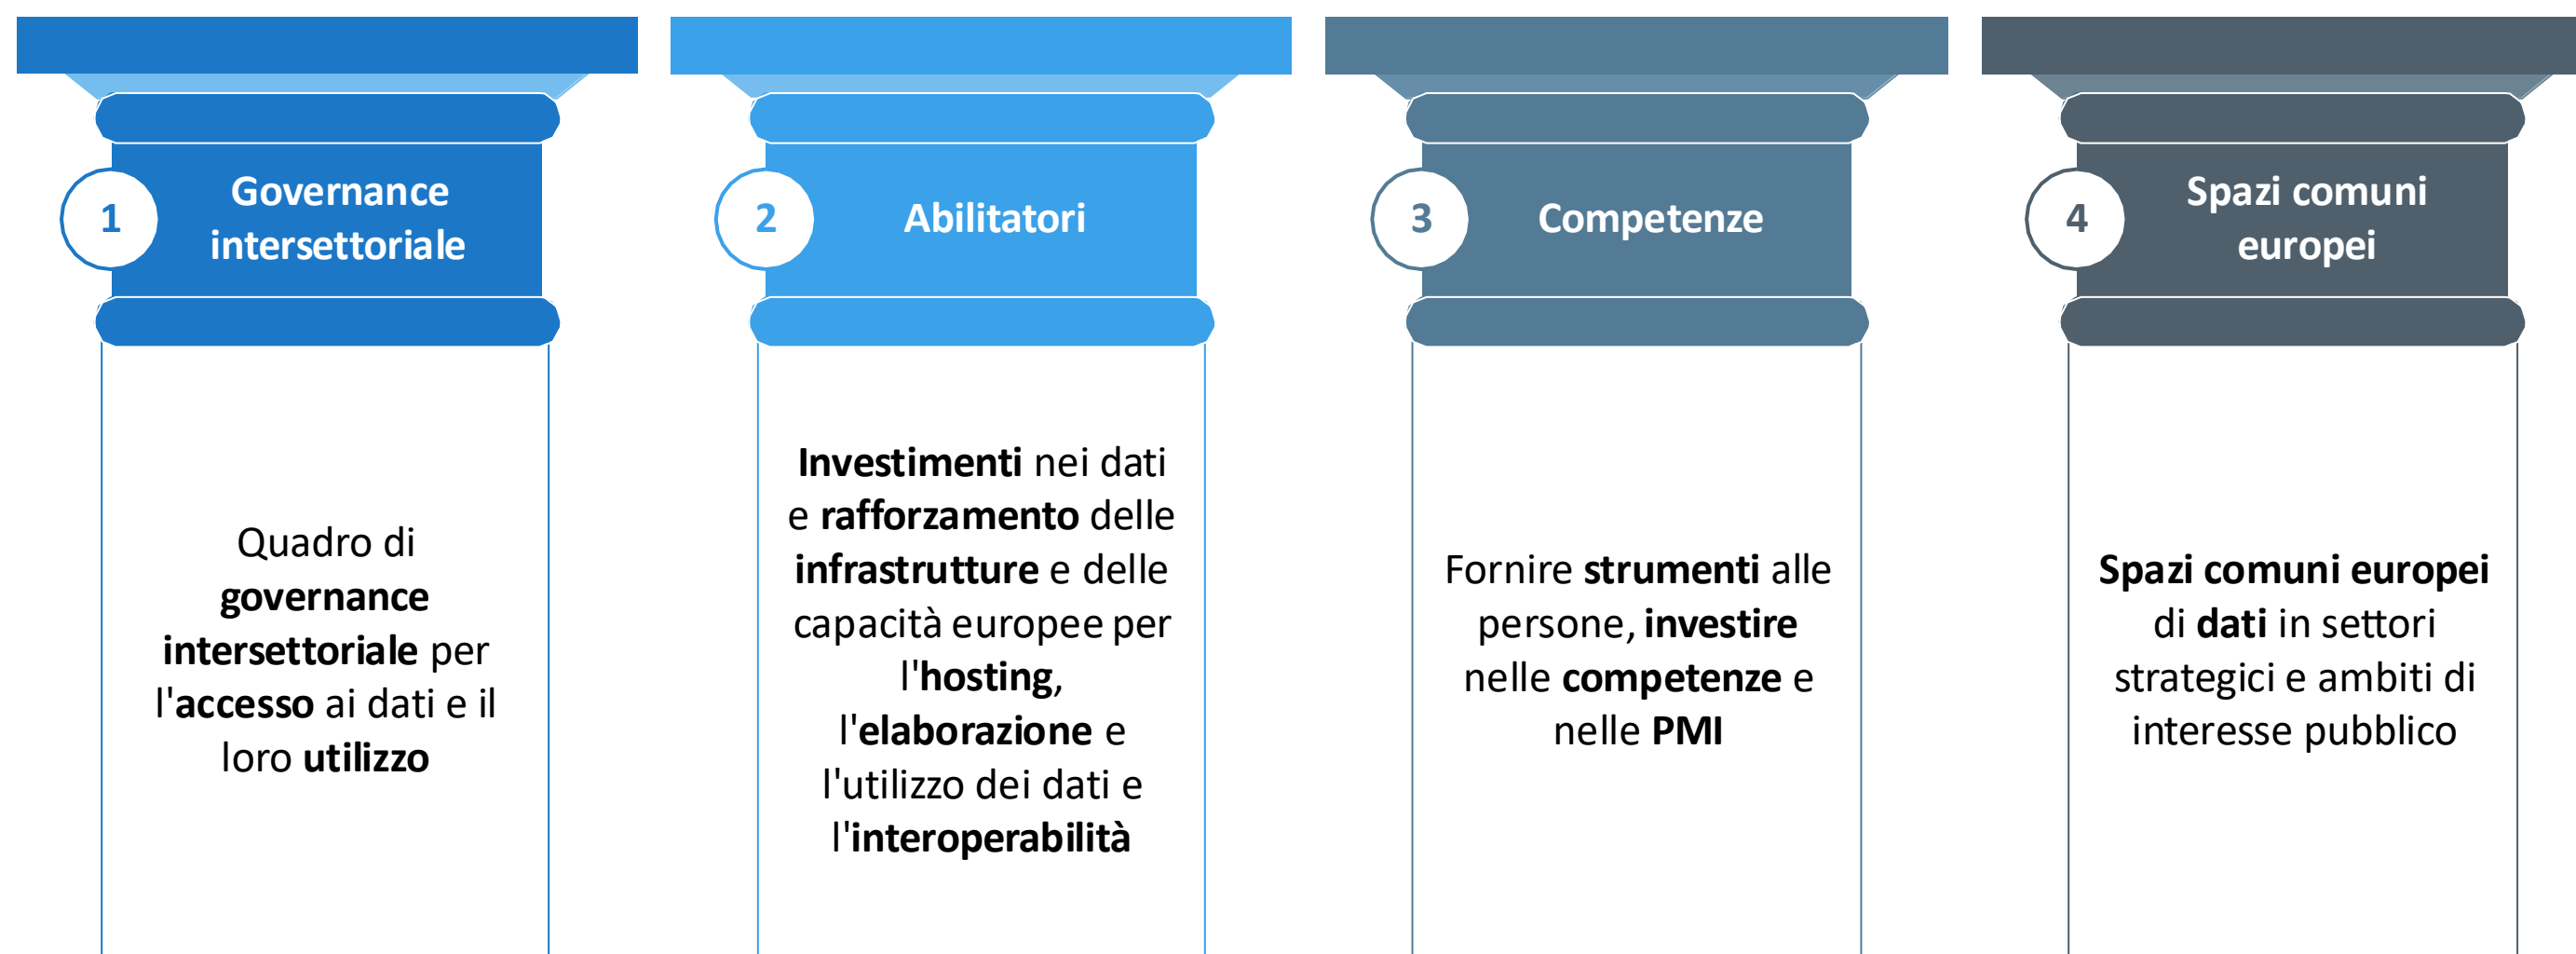 1
Governance
intersettoriale
Quadro di
governance
intersettoriale per
l'accesso ai dati e il
loro utilizzo
2
Abilitatori
Investimenti nei dati
e rafforzamento delle
infrastrutture e delle
capacità europee per
l'hosting,
l'elaborazione e
l'utilizzo dei dati e
l'interoperabilità
3
Competenze
Fornire strumenti alle
persone, investire
nelle competenze e
nelle PMI
4
Spazi comuni
europei
Spazi comuni europei
di dati in settori
strategici e ambiti di
interesse pubblico